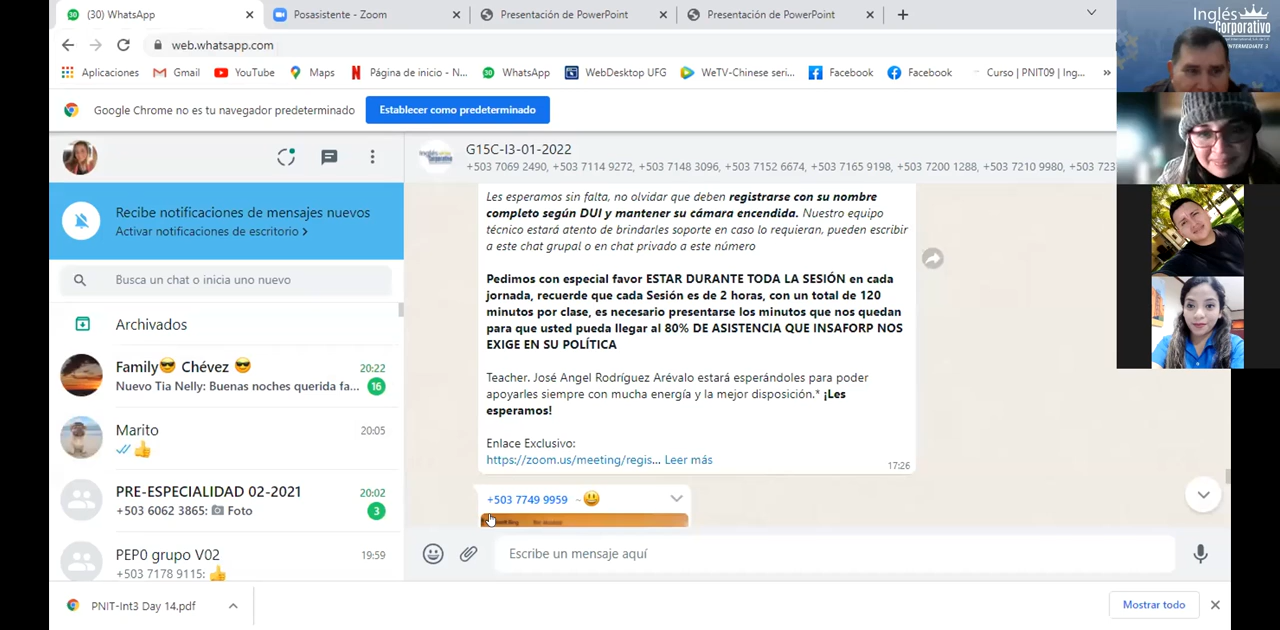 (30) WhatsApp
Posasistente - Zoom
Presentación de PowerPoint
Presentación de PowerPoint
web.whatsapp.com
Aplicaciones
Gmail
YouTube
Maps
Página de inicio - N...
WhatsApp
WebDesktop UFG
WeTV-Chinese seri...
Facebook
Facebook
Curso | PNIT09 | Ing...
»
Google Chrome no es tu navegador predeterminado
Establecer como predeterminado
Inglés
Corporativo
INTERMEDIATE 3
G15C-I3-01-2022
+503 7069 2490, +503 7114 9272, +503 7148 3096, +503 7152 6674, +503 7165 9198, +503 7200 1288, +503 7210 9980, +503 723
Recibe notificaciones de mensajes nuevos
Activar notificaciones de escritorio >
Busca un chat o inicia uno nuevo
Archivados
Family😎 Chévez 😎
20:22
Nuevo Tia Nelly: Buenas noches querida fa...
16
Marito
20:05
👍
PRE-ESPECIALIDAD 02-2021
20:02
+503 6062 3865: 📷 Foto
3
PEP0 grupo V02
19:59
+503 7178 9115: 👍
Les esperamos sin falta, no olvidar que deben registrarse con su nombre
completo según DUI y mantener su cámara encendida. Nuestro equipo
técnico estará atento de brindarles soporte en caso lo requieran, pueden escribir
a este chat grupal o en chat privado a este número
Pedimos con especial favor ESTAR DURANTE TODA LA SESIÓN en cada
jornada, recuerde que cada Sesión es de 2 horas, con un total de 120
minutos por clase, es necesario presentarse los minutos que nos quedan
para que usted pueda llegar al 80% DE ASISTENCIA QUE INSAFORP NOS
EXIGE EN SU POLÍTICA
Teacher. José Angel Rodríguez Arévalo estará esperándoles para poder
apoyarles siempre con mucha energía y la mejor disposición.* ¡Les
esperamos!
Enlace Exclusivo:
https://zoom.us/meeting/regis... Leer más
17:26
+503 7749 9959 ~😃
Escribe un mensaje aquí
PNIT-Int3 Day 14.pdf
Mostrar todo